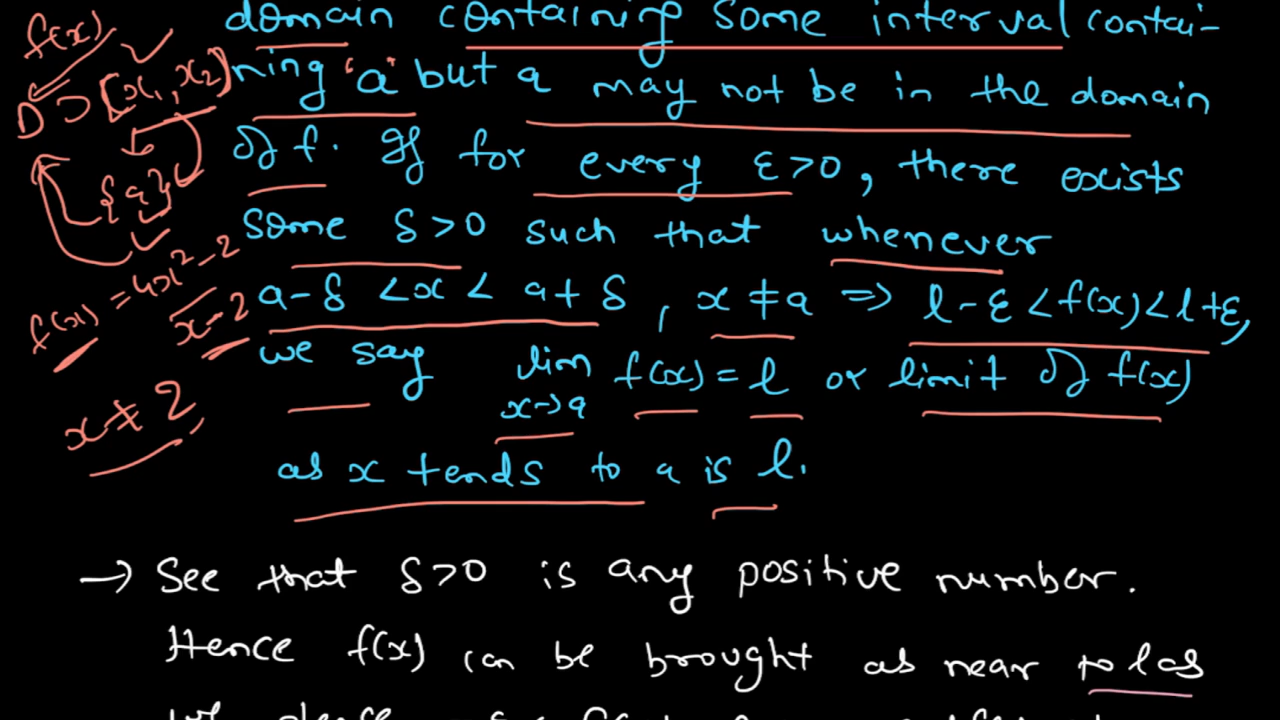 domain containing some interval contai-
ning 'a' but a may not be in the domain
of f. If for every ε>0, there exists
some δ>0 such that whenever
a-δ <x< a+δ, x≠a => l-ε<f(x)<l+ε,
we say lim x→a f(x) = l or limit of f(x)
as x tends to a is l.
→ See that δ>0 is any positive number.
Hence f(x) can be brought as near to l as
f(x)
D ⊃ [x₁, x₂]
{a}
f(x) = 4x²-2
x-2
x≠2